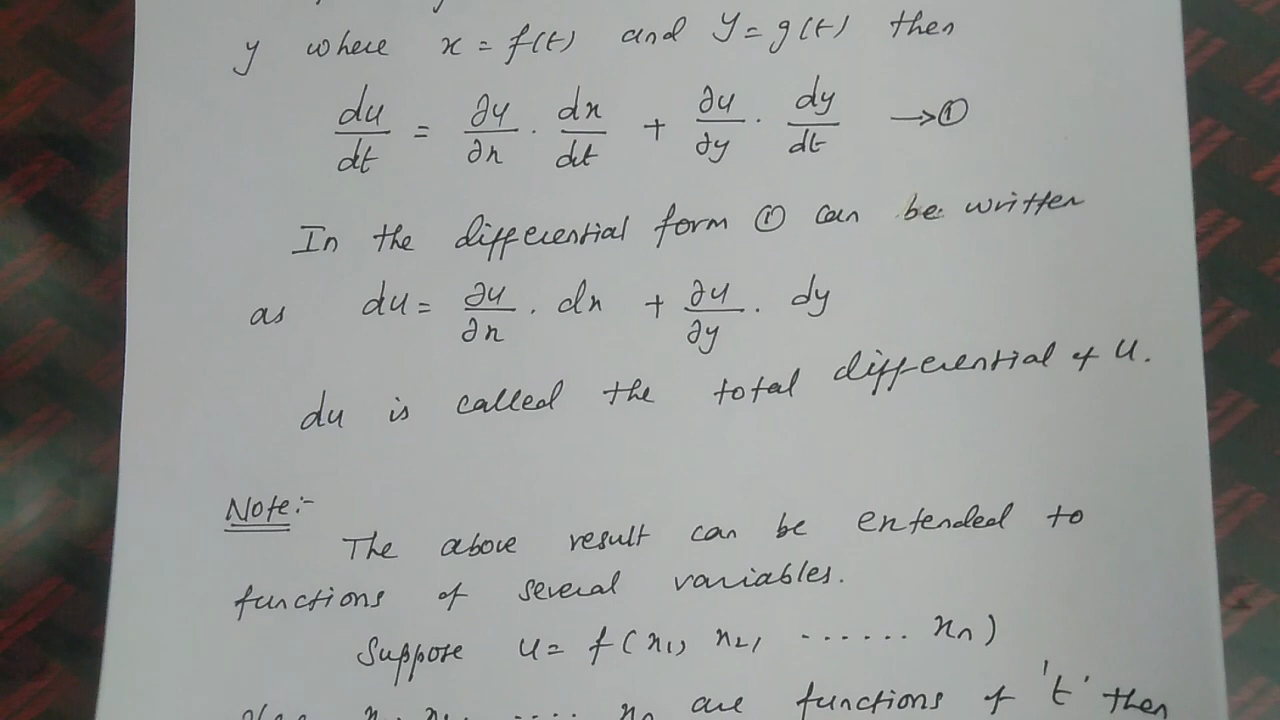 y where x = f(t) and y = g(t) then
du/dt = ∂u/∂x . dx/dt + ∂u/∂y . dy/dt → ①
In the differential form ① can be written
as du = ∂u/∂x . dx + ∂u/∂y . dy
du is called the total differential of u.
Note:-
The above result can be extended to
functions of several variables.
Suppose u = f(x₁, x₂, ...... xₙ)
are functions of 't' then